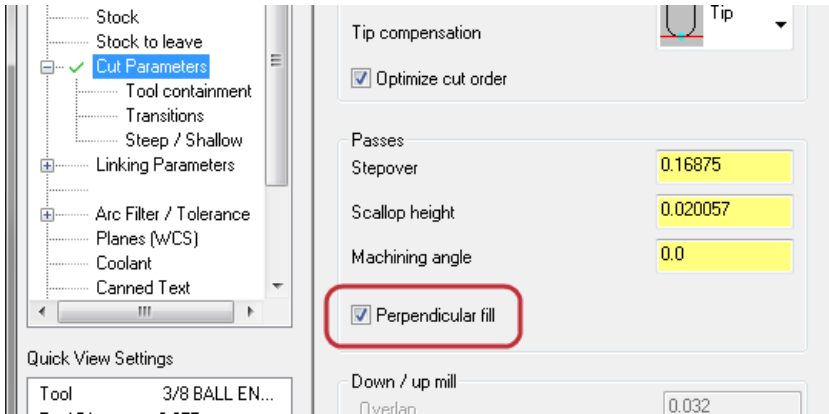 Stock
Stock to leave
Cut Parameters
Tool containment
Transitions
Steep / Shallow
Linking Parameters
Arc Filter / Tolerance
Planes (WCS)
Coolant
Canned Text
Quick View Settings
Tool 3/8 BALL EN...
Tip compensation
Tip
Optimize cut order
Passes
Stepover 0.16875
Scallop height 0.020057
Machining angle 0.0
Perpendicular fill
Down / up mill
Overlap 0.032